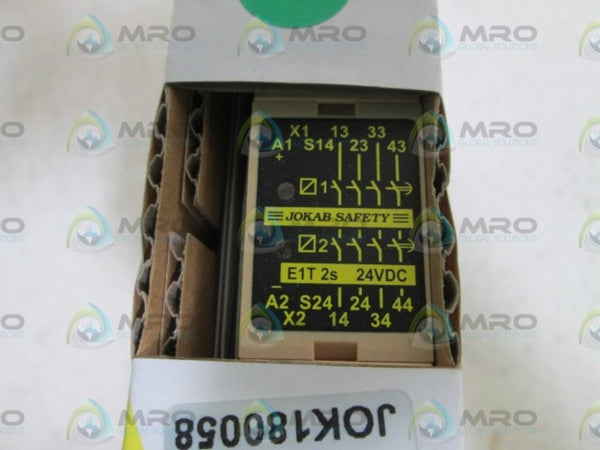 X1 13 33
A1 S14 23 43
+
1
JOKAB SAFETY
2
E1T 2s 24VDC
−
A2 S24 24 44
X2 14 34
JOK180058
MRO
GLOBAL SOLUTIONS